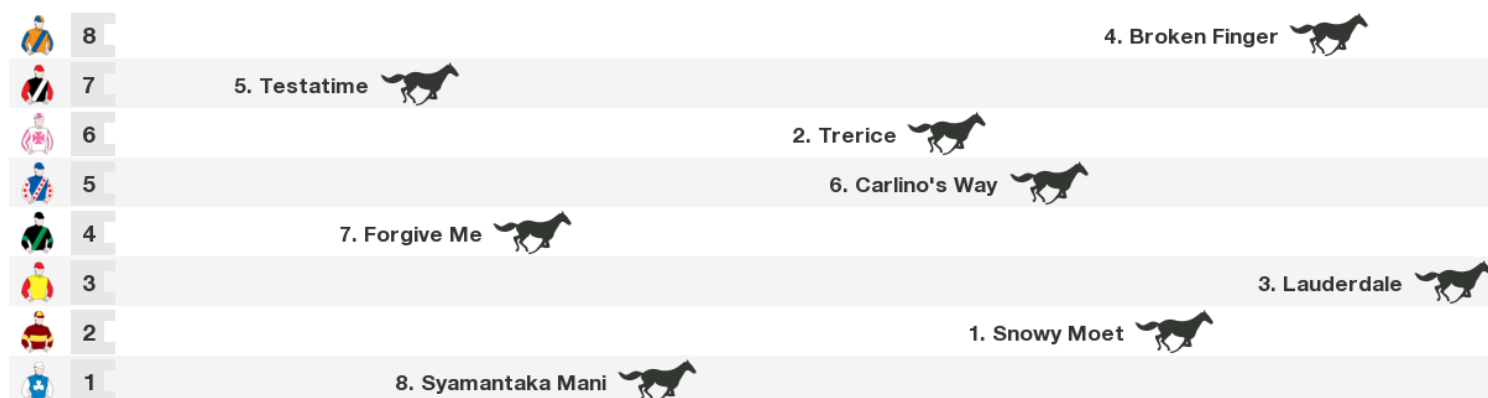 8 4. Broken Finger
7 5. Testatime
6 2. Trerice
5 6. Carlino's Way
4 7. Forgive Me
3 3. Lauderdale
2 1. Snowy Moet
1 8. Syamantaka Mani